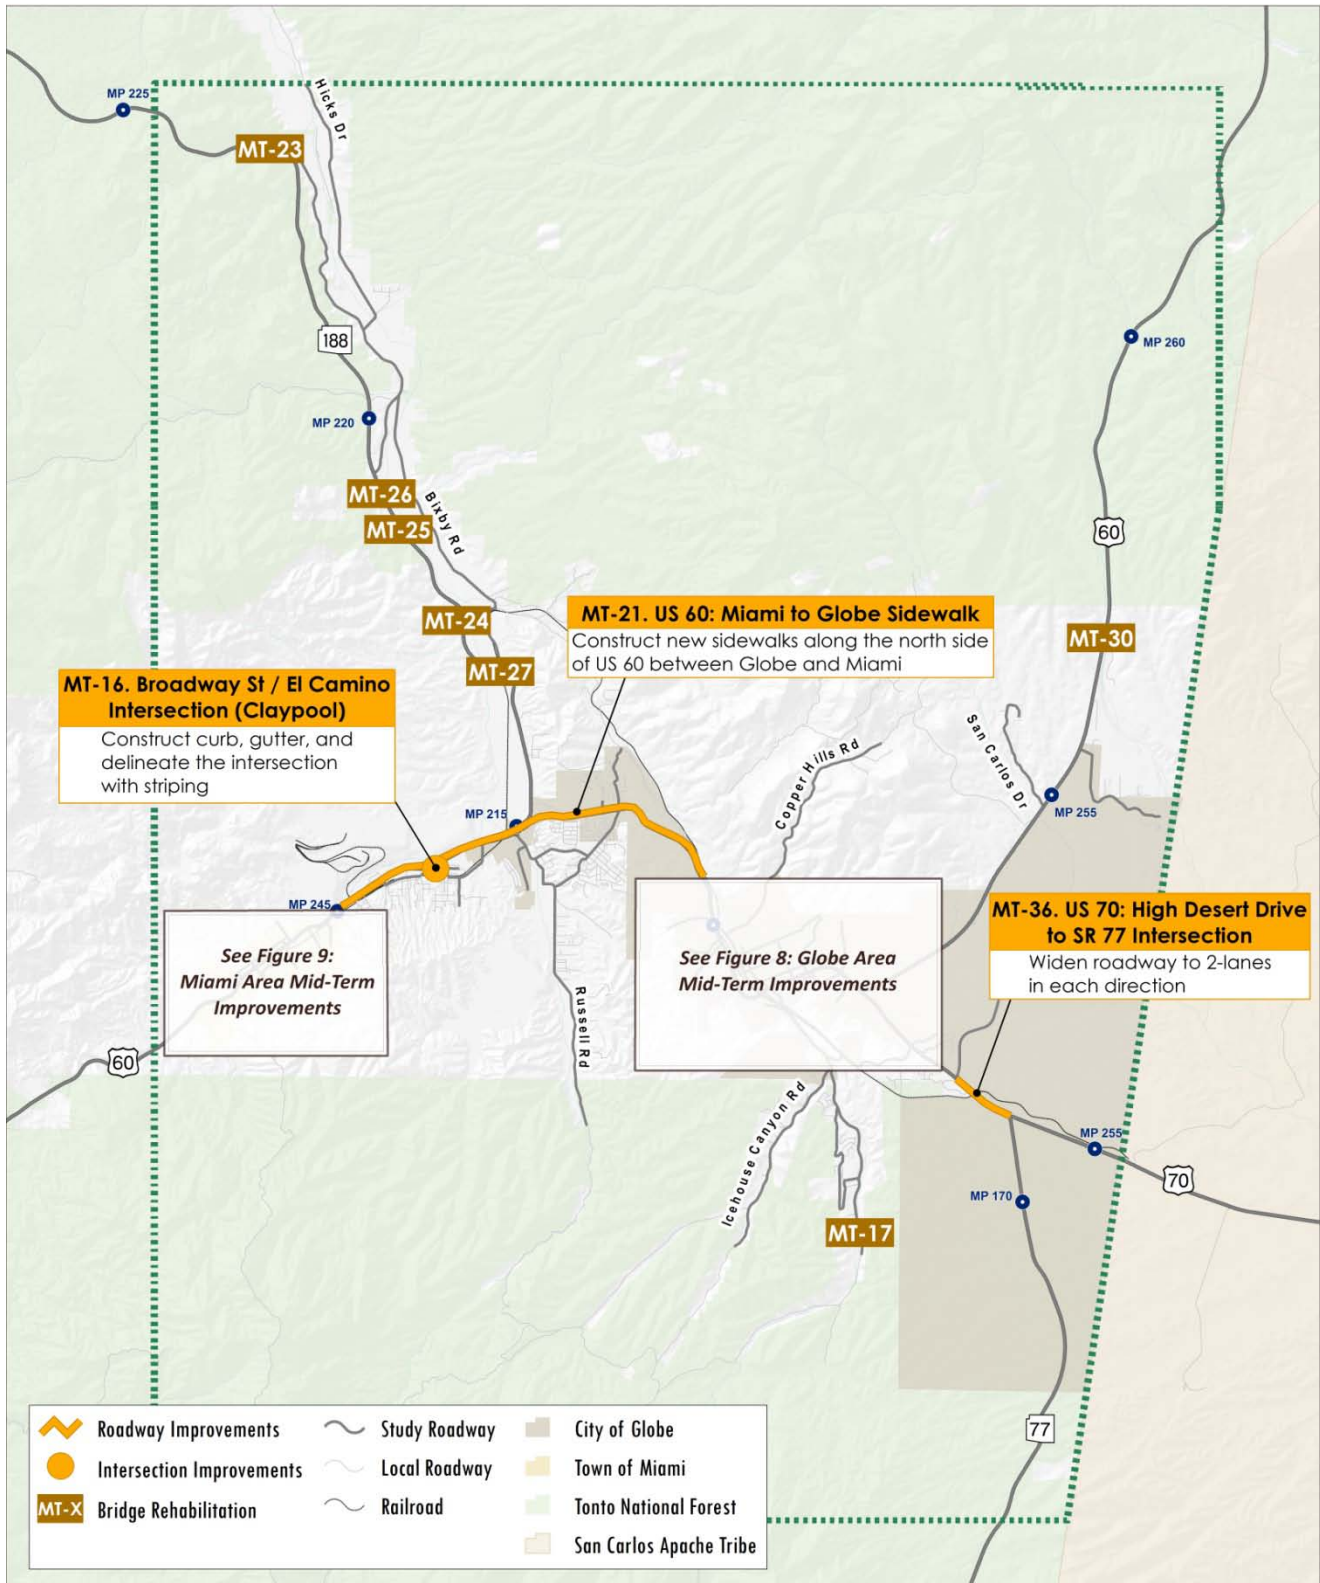 MP 225
Hicks Dr
MT-23
188
MP 260
MP 220
MT-26
Bixby Rd
MT-25
60
MT-24
MT-21. US 60: Miami to Globe Sidewalk
Construct new sidewalks along the north side
of US 60 between Globe and Miami
MT-30
MT-27
MT-16. Broadway St / El Camino
Intersection (Claypool)
Construct curb, gutter, and
delineate the intersection
with striping
San Carlos Dr
Copper Hills Rd
MP 255
MP 215
MP 245
MT-36. US 70: High Desert Drive
to SR 77 Intersection
Widen roadway to 2-lanes
in each direction
See Figure 9:
Miami Area Mid-Term
Improvements
See Figure 8: Globe Area
Mid-Term Improvements
Russell Rd
60
Icehouse Canyon Rd
MP 255
70
MP 170
MT-17
77
Roadway Improvements
Intersection Improvements
MT-X
Bridge Rehabilitation
Study Roadway
Local Roadway
Railroad
City of Globe
Town of Miami
Tonto National Forest
San Carlos Apache Tribe